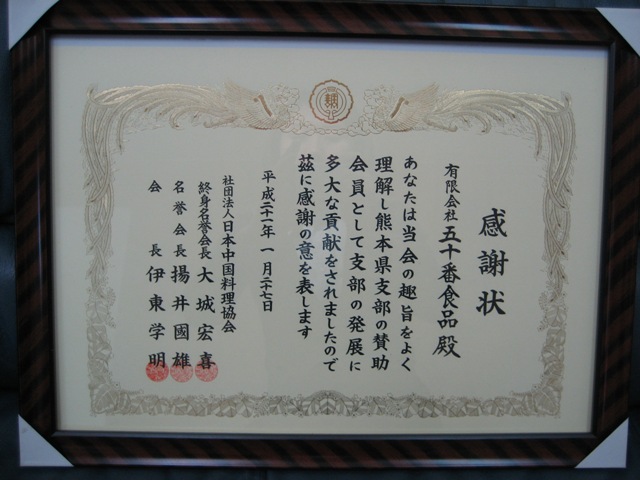 感謝状
有限会社 五十番食品 殿
あなたは当会の趣旨をよく
理解し熊本県支部の賛助
会員として支部の発展に
多大な貢献をされましたので
茲に感謝の意を表します
平成二十一年 一月二十七日
社団法人 日本中国料理協会
終身名誉会長 大城宏喜
名誉会長 揚井國雄
会長 伊東学明